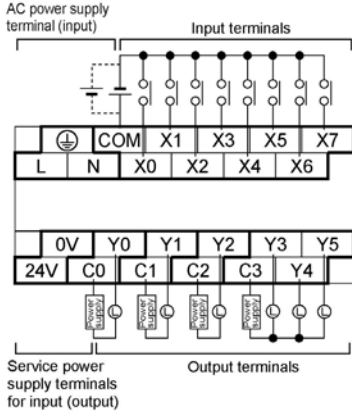 AC power supply
terminal (input)
Input terminals
COM X1 X3 X5 X7
L N X0 X2 X4 X6
0V Y0 Y1 Y2 Y3 Y5
24V C0 C1 C2 C3 Y4
Power supply L Power supply L Power supply L Power supply L L L
Service power
supply terminals
for input (output)
Output terminals